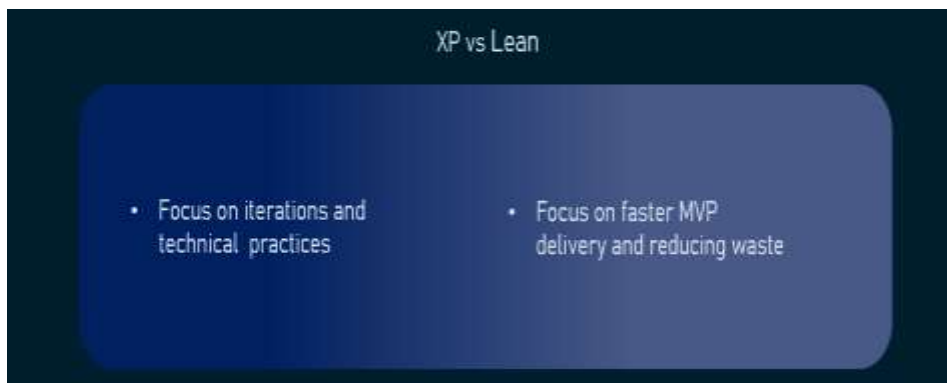 XP vs Lean
• Focus on iterations and
technical practices
• Focus on faster MVP
delivery and reducing waste